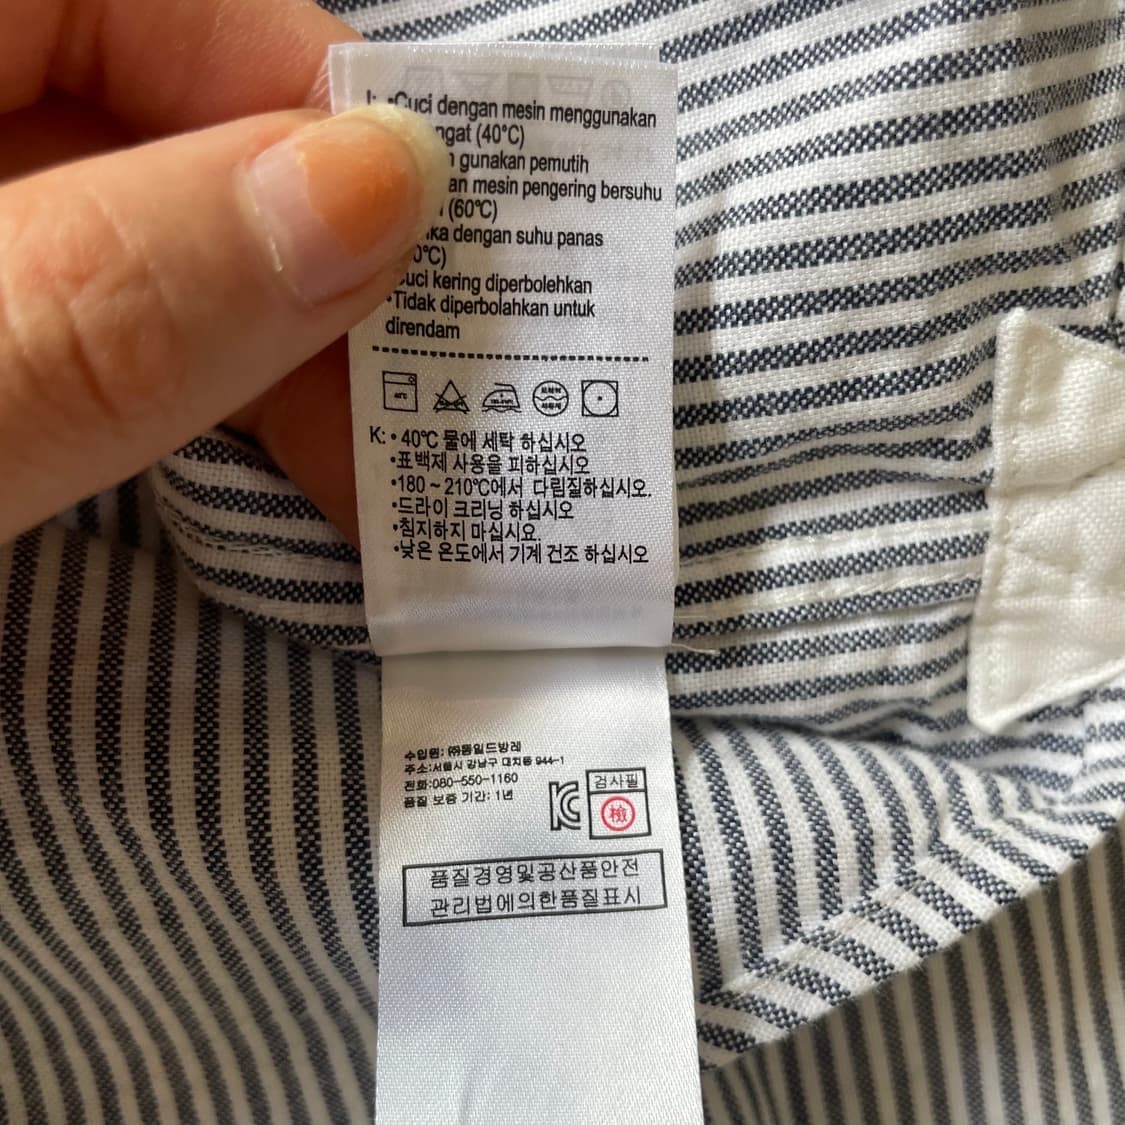 I: •Cuci dengan mesin menggunakan
(40°C)
gunakan pemutih
mesin pengering bersuhu
(60°C)
dengan suhu panas
kering diperbolehkan
•Tidak diperbolahkan untuk
direndam
40°C
K: • 40℃ 물에 세탁 하십시오
•표백제 사용을 피하십시오
•180 ~ 210℃에서 다림질하십시오.
•드라이 크리닝 하십시오
•침지하지 마십시요.
•낮은 온도에서 기계 건조 하십시오
수입원: ㈜동일드방레
주소:서울시 강남구 대치동 944-1
전화:080-550-1160
품질 보증 기간: 1년
KC
검사필
檢
품질경영및공산품안전
관리법에의한품질표시